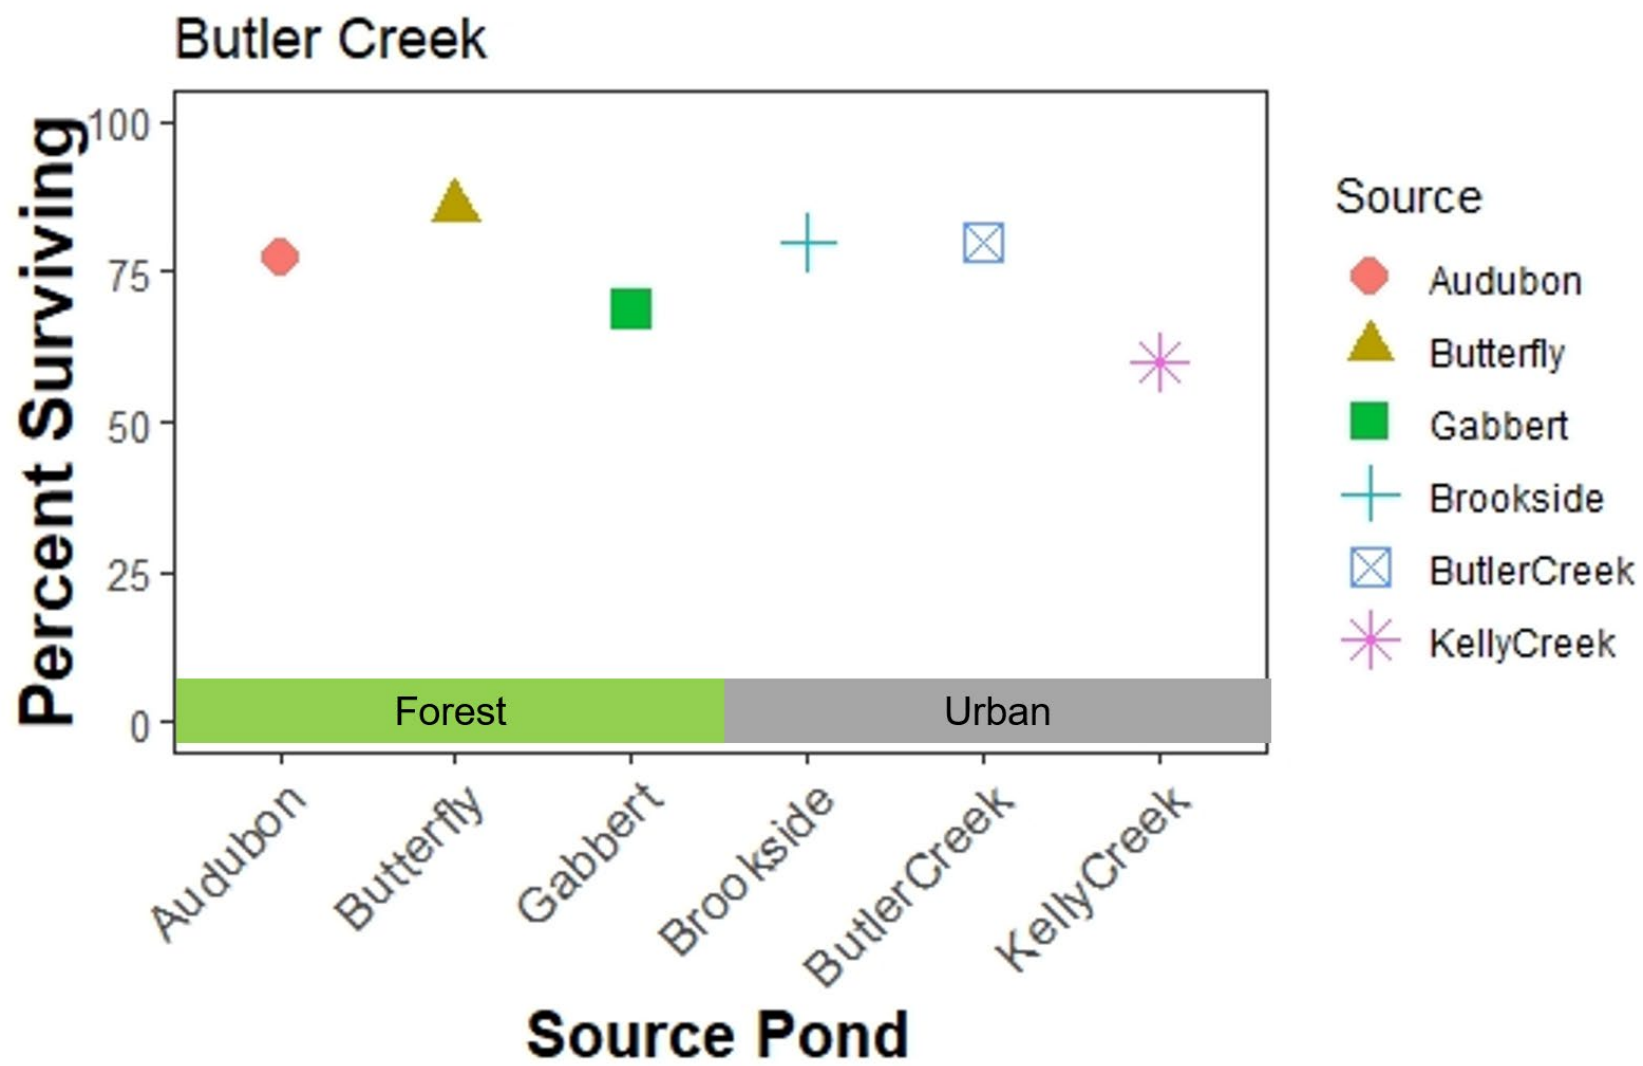 Butler Creek
Percent Surviving
100
75
50
25
0
Forest
Urban
Audubon
Butterfly
Gabbert
Brookside
ButlerCreek
KellyCreek
Source Pond
Source
Audubon
Butterfly
Gabbert
Brookside
ButlerCreek
KellyCreek